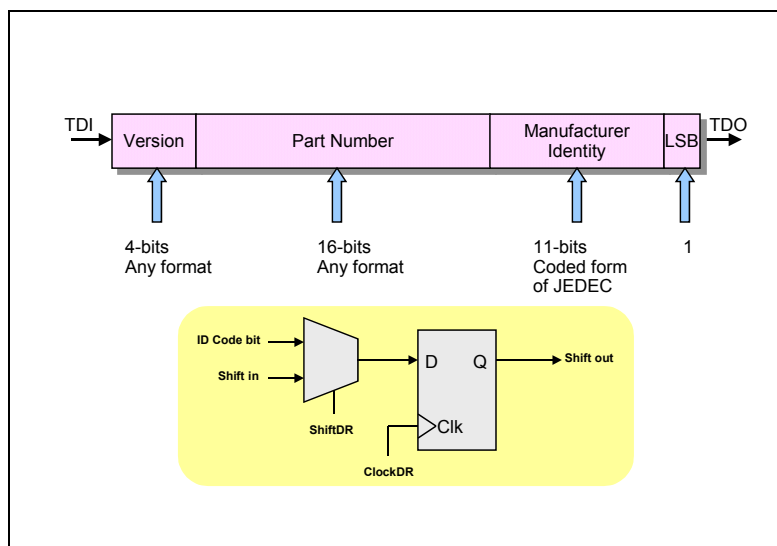 TDI
Version
Part Number
Manufacturer
Identity
LSB
TDO
4-bits
Any format
16-bits
Any format
11-bits
Coded form
of JEDEC
1
ID Code bit
Shift in
ShiftDR
D
Q
Clk
ClockDR
Shift out